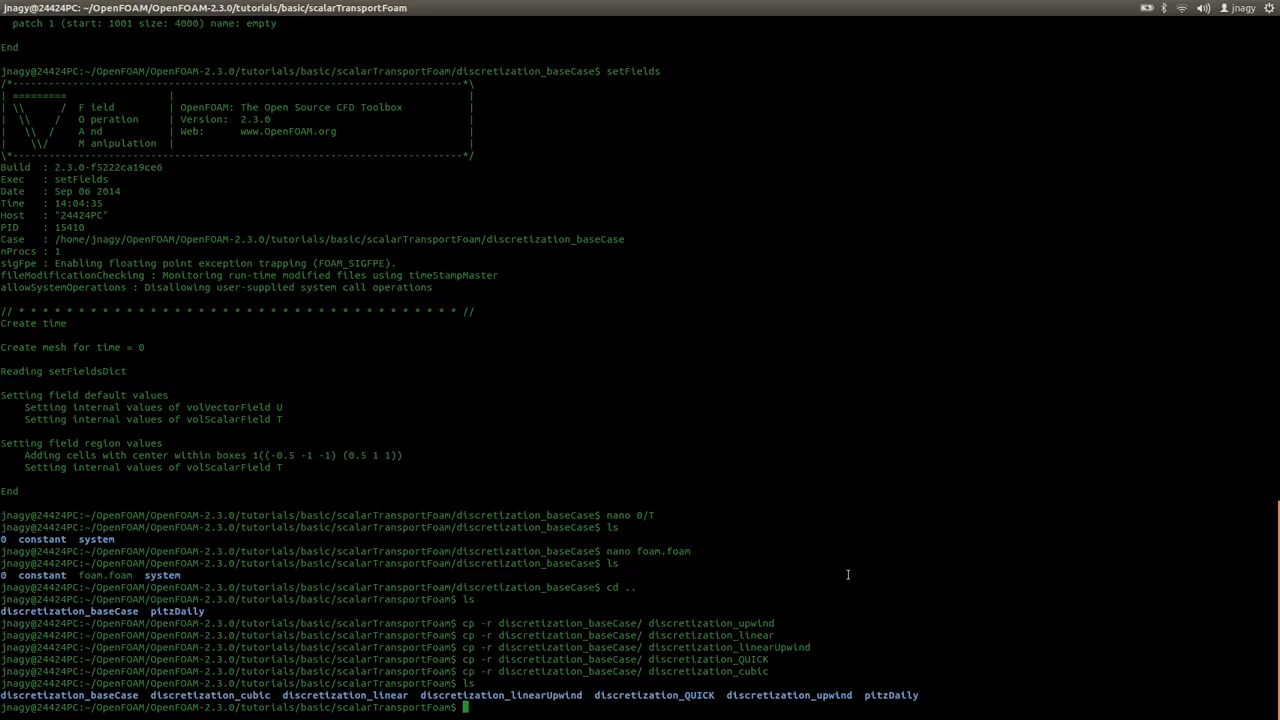 jnagy@24424PC: ~/OpenFOAM/OpenFOAM-2.3.0/tutorials/basic/scalarTransportFoam
jnagy
  patch 1 (start: 1001 size: 4000) name: empty
End
jnagy@24424PC:~/OpenFOAM/OpenFOAM-2.3.0/tutorials/basic/scalarTransportFoam/discretization_baseCase$ setFields
/*---------------------------------------------------------------------------*\
| =========                 |                                                 |
| \\      /  F ield         | OpenFOAM: The Open Source CFD Toolbox           |
|  \\    /   O peration     | Version:  2.3.0                                 |
|   \\  /    A nd           | Web:      www.OpenFOAM.org                      |
|    \\/     M anipulation  |                                                 |
\*---------------------------------------------------------------------------*/
Build  : 2.3.0-f5222ca19ce6
Exec   : setFields
Date   : Sep 06 2014
Time   : 14:04:35
Host   : "24424PC"
PID    : 15410
Case   : /home/jnagy/OpenFOAM/OpenFOAM-2.3.0/tutorials/basic/scalarTransportFoam/discretization_baseCase
nProcs : 1
sigFpe : Enabling floating point exception trapping (FOAM_SIGFPE).
fileModificationChecking : Monitoring run-time modified files using timeStampMaster
allowSystemOperations : Disallowing user-supplied system call operations
// * * * * * * * * * * * * * * * * * * * * * * * * * * * * * * * * * * * * * //
Create time
Create mesh for time = 0
Reading setFieldsDict
Setting field default values
    Setting internal values of volVectorField U
    Setting internal values of volScalarField T
Setting field region values
    Adding cells with center within boxes 1((-0.5 -1 -1) (0.5 1 1))
    Setting internal values of volScalarField T
End
jnagy@24424PC:~/OpenFOAM/OpenFOAM-2.3.0/tutorials/basic/scalarTransportFoam/discretization_baseCase$ nano 0/T
jnagy@24424PC:~/OpenFOAM/OpenFOAM-2.3.0/tutorials/basic/scalarTransportFoam/discretization_baseCase$ ls
0  constant  system
jnagy@24424PC:~/OpenFOAM/OpenFOAM-2.3.0/tutorials/basic/scalarTransportFoam/discretization_baseCase$ nano foam.foam
jnagy@24424PC:~/OpenFOAM/OpenFOAM-2.3.0/tutorials/basic/scalarTransportFoam/discretization_baseCase$ ls
0  constant  foam.foam  system
jnagy@24424PC:~/OpenFOAM/OpenFOAM-2.3.0/tutorials/basic/scalarTransportFoam/discretization_baseCase$ cd ..
jnagy@24424PC:~/OpenFOAM/OpenFOAM-2.3.0/tutorials/basic/scalarTransportFoam$ ls
discretization_baseCase  pitzDaily
jnagy@24424PC:~/OpenFOAM/OpenFOAM-2.3.0/tutorials/basic/scalarTransportFoam$ cp -r discretization_baseCase/ discretization_upwind
jnagy@24424PC:~/OpenFOAM/OpenFOAM-2.3.0/tutorials/basic/scalarTransportFoam$ cp -r discretization_baseCase/ discretization_linear
jnagy@24424PC:~/OpenFOAM/OpenFOAM-2.3.0/tutorials/basic/scalarTransportFoam$ cp -r discretization_baseCase/ discretization_linearUpwind
jnagy@24424PC:~/OpenFOAM/OpenFOAM-2.3.0/tutorials/basic/scalarTransportFoam$ cp -r discretization_baseCase/ discretization_QUICK
jnagy@24424PC:~/OpenFOAM/OpenFOAM-2.3.0/tutorials/basic/scalarTransportFoam$ cp -r discretization_baseCase/ discretization_cubic
jnagy@24424PC:~/OpenFOAM/OpenFOAM-2.3.0/tutorials/basic/scalarTransportFoam$ ls
discretization_baseCase  discretization_cubic  discretization_linear  discretization_linearUpwind  discretization_QUICK  discretization_upwind  pitzDaily
jnagy@24424PC:~/OpenFOAM/OpenFOAM-2.3.0/tutorials/basic/scalarTransportFoam$